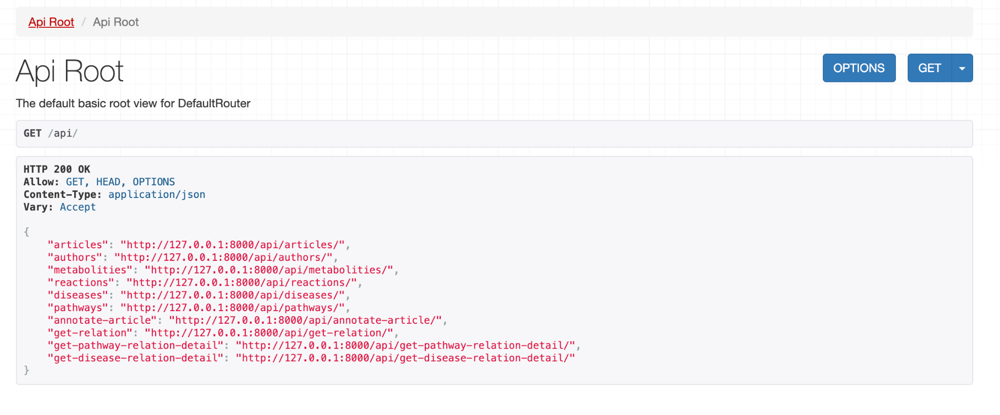 Api Root / Api Root
Api Root
OPTIONS GET
The default basic root view for DefaultRouter
GET /api/
HTTP 200 OK
Allow: GET, HEAD, OPTIONS
Content-Type: application/json
Vary: Accept
{
    "articles": "http://127.0.0.1:8000/api/articles/",
    "authors": "http://127.0.0.1:8000/api/authors/",
    "metabolities": "http://127.0.0.1:8000/api/metabolities/",
    "reactions": "http://127.0.0.1:8000/api/reactions/",
    "diseases": "http://127.0.0.1:8000/api/diseases/",
    "pathways": "http://127.0.0.1:8000/api/pathways/",
    "annotate-article": "http://127.0.0.1:8000/api/annotate-article/",
    "get-relation": "http://127.0.0.1:8000/api/get-relation/",
    "get-pathway-relation-detail": "http://127.0.0.1:8000/api/get-pathway-relation-detail/",
    "get-disease-relation-detail": "http://127.0.0.1:8000/api/get-disease-relation-detail/"
}